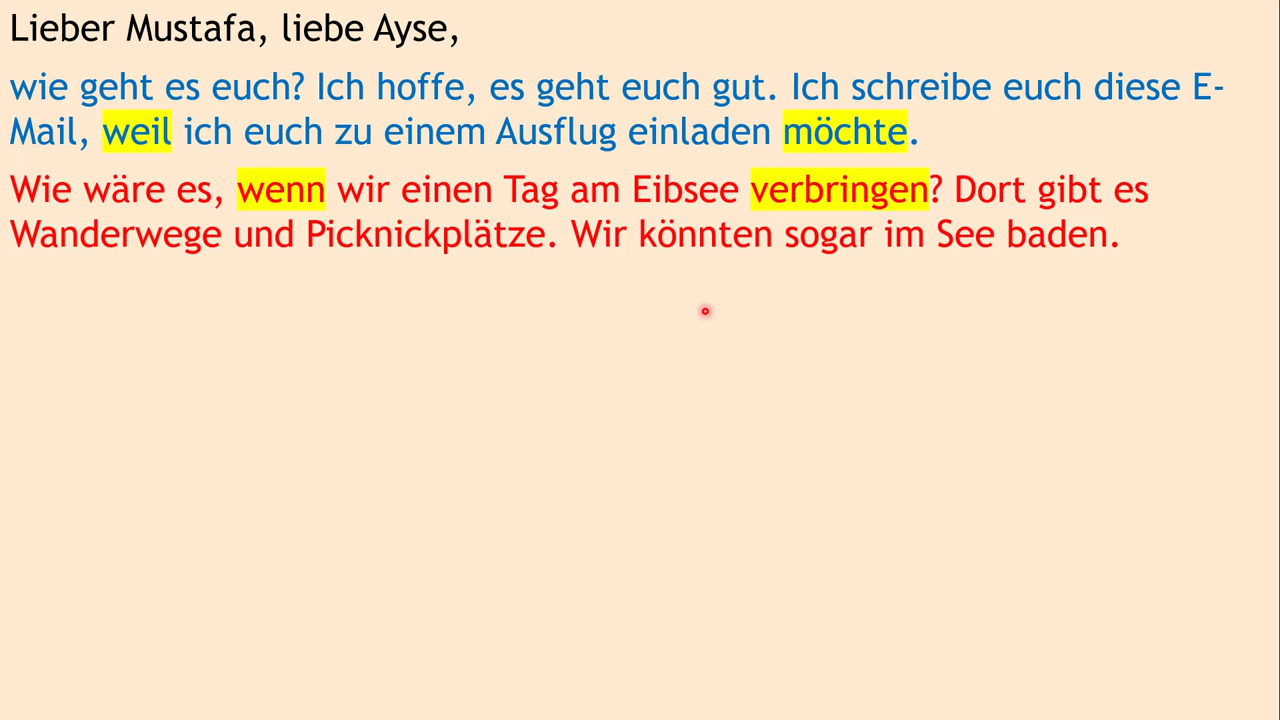 Lieber Mustafa, liebe Ayse,
wie geht es euch? Ich hoffe, es geht euch gut. Ich schreibe euch diese E-
Mail, weil ich euch zu einem Ausflug einladen möchte.
Wie wäre es, wenn wir einen Tag am Eibsee verbringen? Dort gibt es
Wanderwege und Picknickplätze. Wir könnten sogar im See baden.